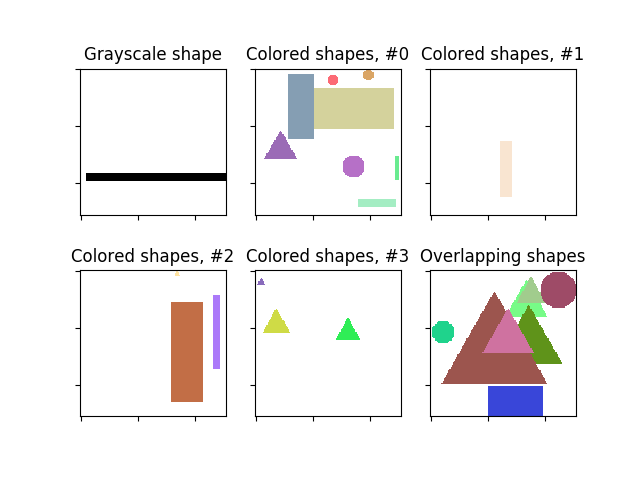 Grayscale shape
Colored shapes, #0
Colored shapes, #1
Colored shapes, #2
Colored shapes, #3
Overlapping shapes